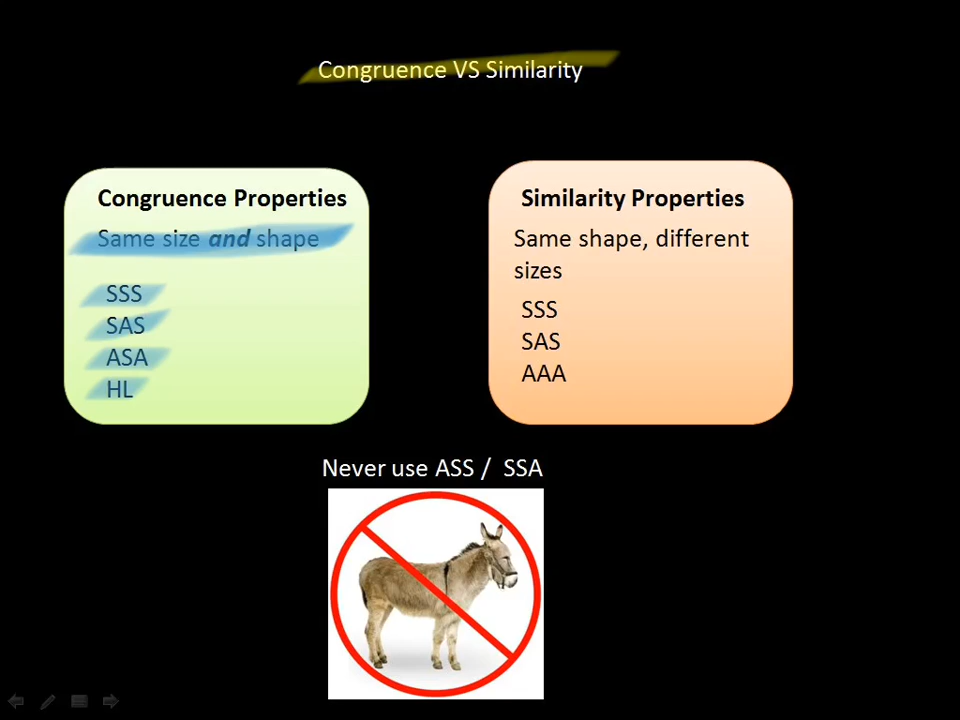 Congruence VS Similarity
Congruence Properties
Same size and shape
SSS
SAS
ASA
HL
Similarity Properties
Same shape, different
sizes
SSS
SAS
AAA
Never use ASS / SSA